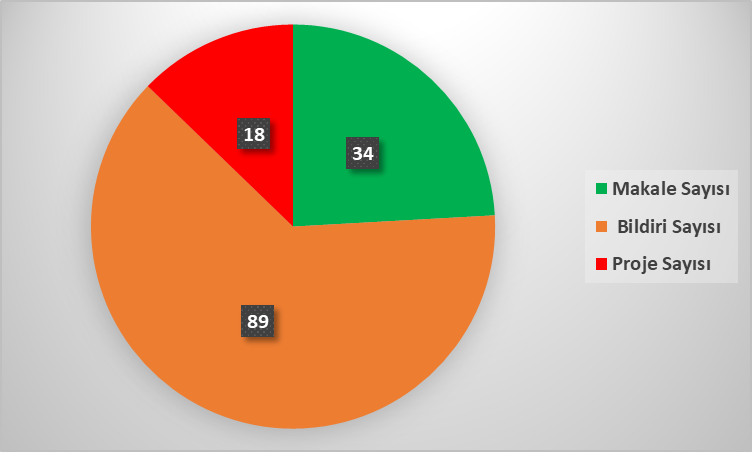 18
34
89
Makale Sayısı
Bildiri Sayısı
Proje Sayısı